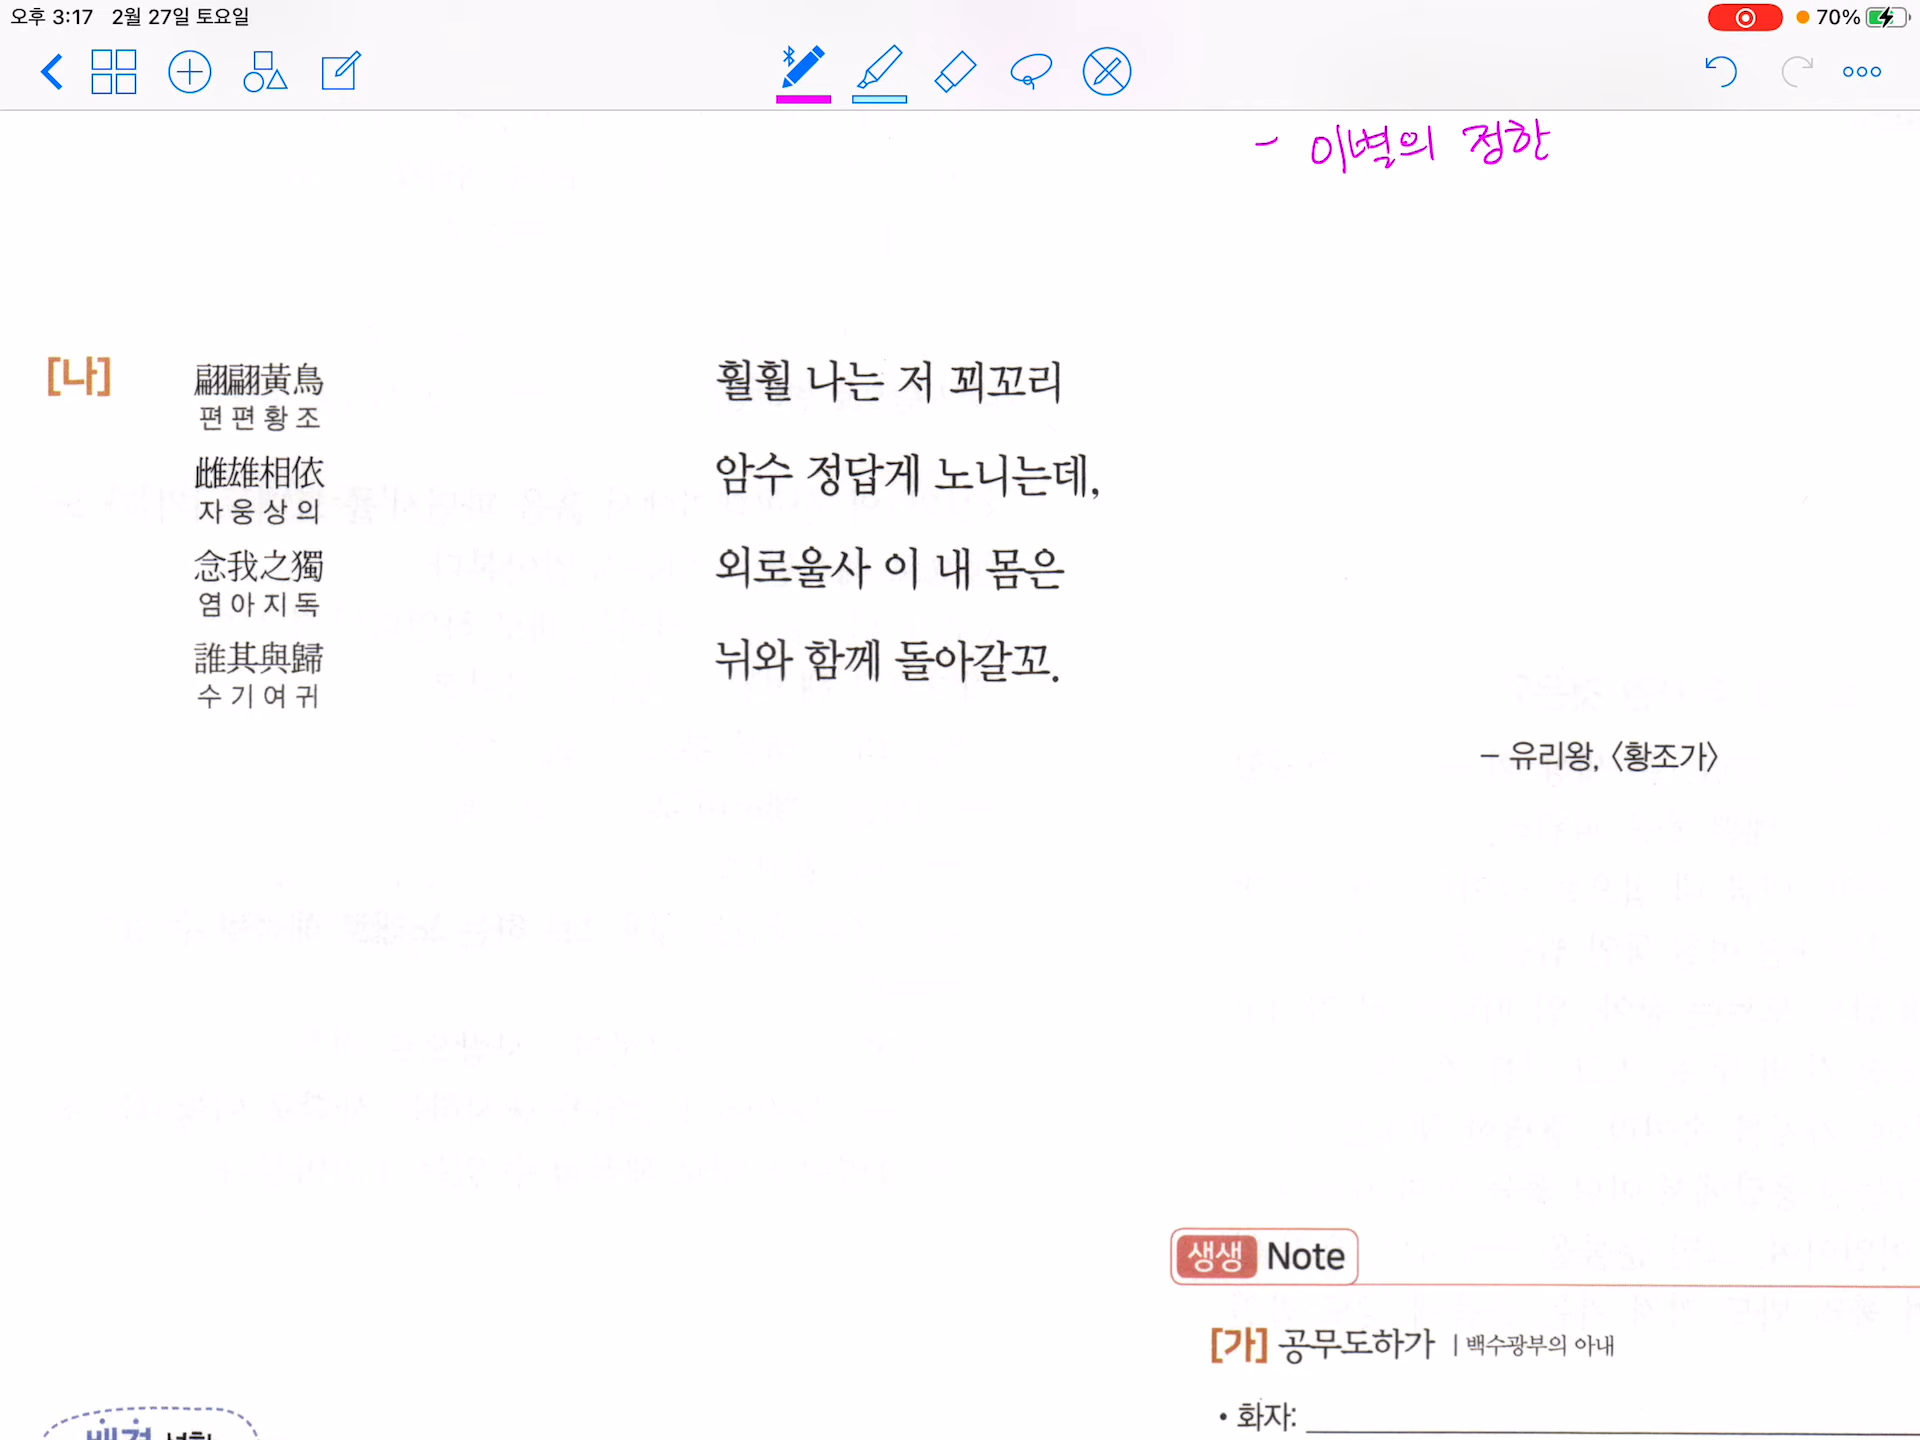 오후 3:17 2월 27일 토요일
70%
- 이별의 정한
[나]
翩翩黃鳥
편편황조
훨훨 나는 저 꾀꼬리
雌雄相依
자웅상의
암수 정답게 노니는데,
念我之獨
염아지독
외로울사 이 내 몸은
誰其與歸
수기여귀
뉘와 함께 돌아갈꼬.
– 유리왕, 〈황조가〉
생생 Note
[가] 공무도하가 | 백수광부의 아내
• 화자: